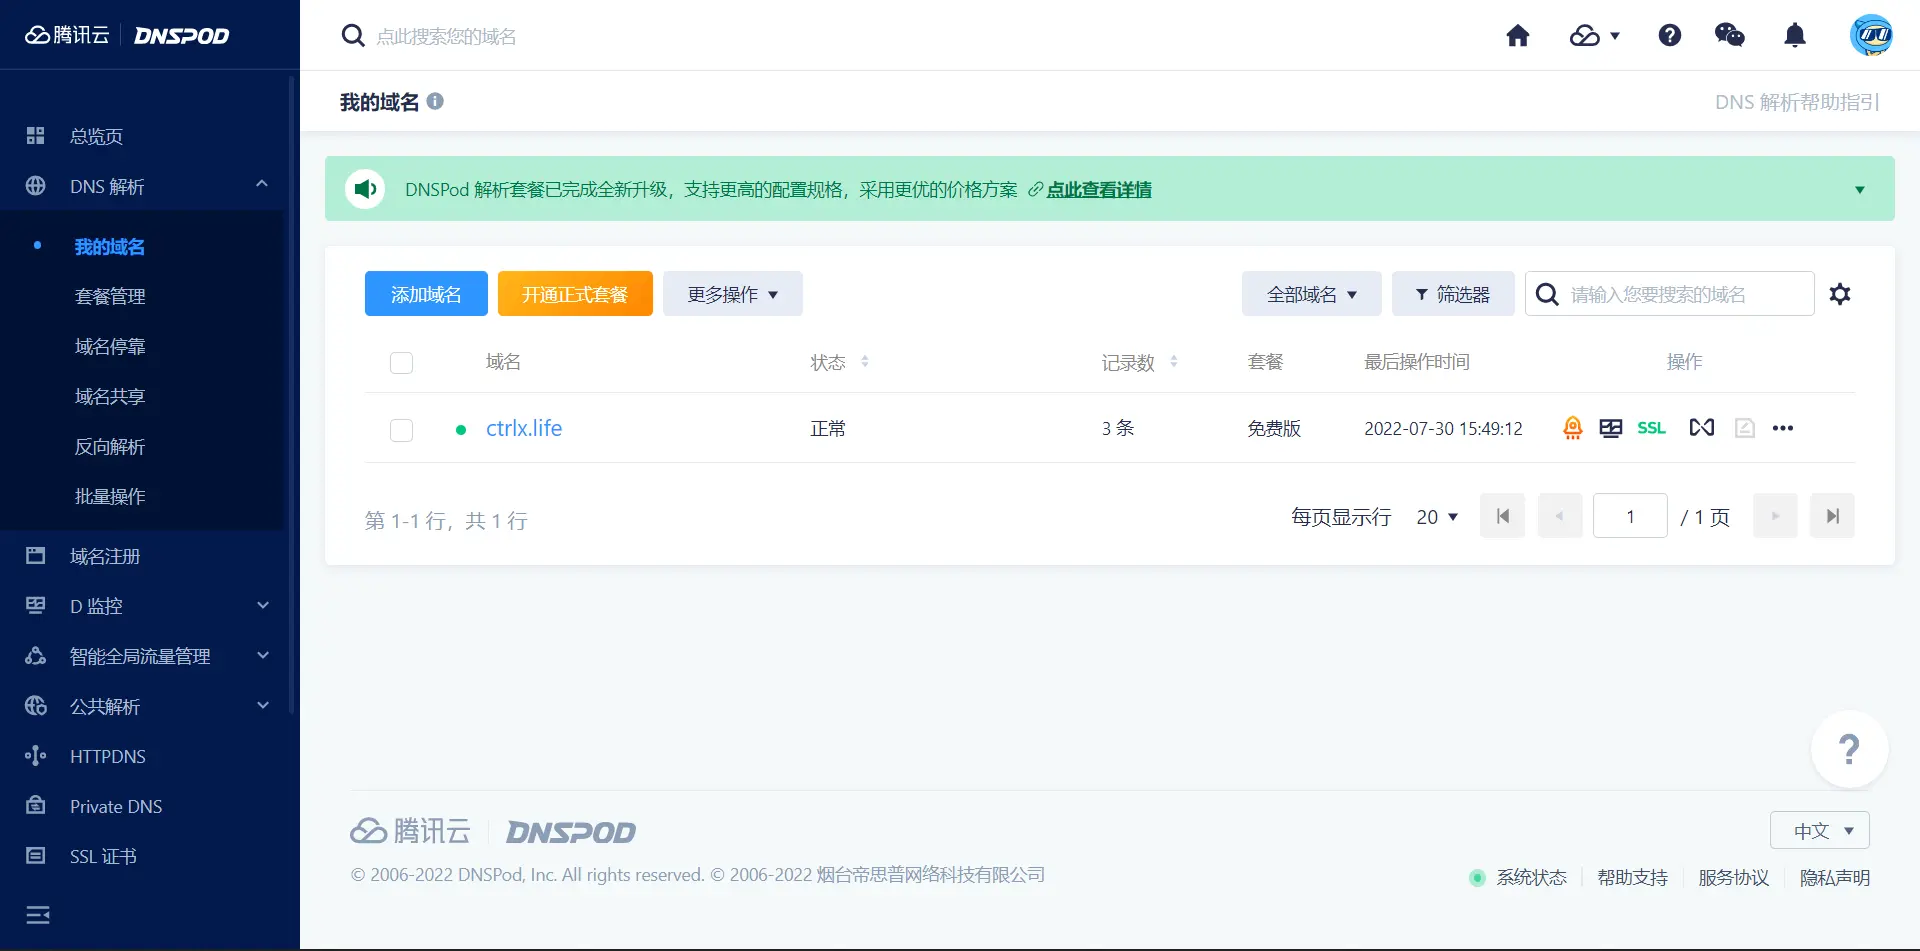 腾讯云 DNSPOD
点此搜索您的域名
总览页
DNS 解析
我的域名
套餐管理
域名停靠
域名共享
反向解析
批量操作
域名注册
D 监控
智能全局流量管理
公共解析
HTTPDNS
Private DNS
SSL 证书
我的域名
DNS 解析帮助指引
DNSPod 解析套餐已完成全新升级，支持更高的配置规格，采用更优的价格方案 点此查看详情
添加域名 开通正式套餐 更多操作 全部域名 筛选器 请输入您要搜索的域名
域名 状态 记录数 套餐 最后操作时间 操作
ctrlx.life 正常 3 条 免费版 2022-07-30 15:49:12 SSL
第 1-1 行，共 1 行 每页显示行 20 1 / 1 页
?
腾讯云 DNSPOD
中文
© 2006-2022 DNSPod, Inc. All rights reserved. © 2006-2022 烟台帝思普网络科技有限公司
系统状态 帮助支持 服务协议 隐私声明